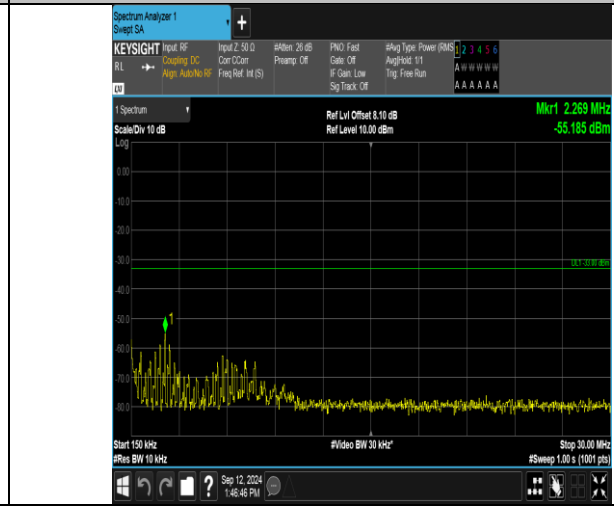 Spectrum Analyzer 1
Swept SA
+
KEYSIGHT Input: RF Input Z: 50 Ω #Atten: 26 dB PNO: Fast #Avg Type: Power (RMS 1 2 3 4 5 6
RL Coupling: DC Corr CCorr Preamp: Off Gate: Off Avg|Hold: 1/1 A W W W W W
Align: Auto/No RF Freq Ref: Int (S) IF Gain: Low Trig: Free Run
LXI Sig Track: Off A A A A A A
1 Spectrum Ref Lvl Offset 8.10 dB Mkr1 2.269 MHz
Scale/Div 10 dB Ref Level 10.00 dBm -55.185 dBm
Log
0.00
-10.0
-20.0
-30.0 DL1 -33.00 dBm
-40.0
-50.0
1
-60.0
-70.0
-80.0
Start 150 kHz #Video BW 30 kHz* Stop 30.00 MHz
#Res BW 10 kHz #Sweep 1.00 s (1001 pts)
? Sep 12, 2024
1:46:46 PM